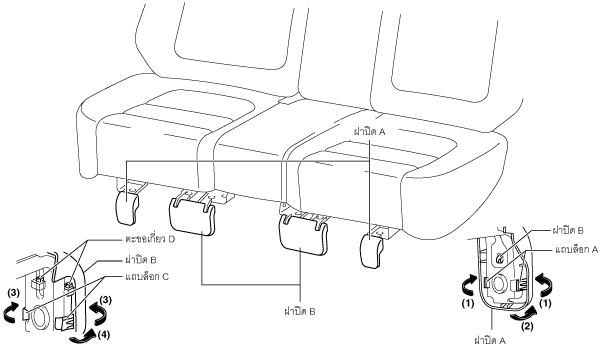 ฝาปิด A
ตะขอเกี่ยว D
ฝาปิด B
แถบล็อก C
(3)
(3)
(4)
ฝาปิด B
ฝาปิด B
แถบล็อก A
(1)
(1)
(2)
ฝาปิด A